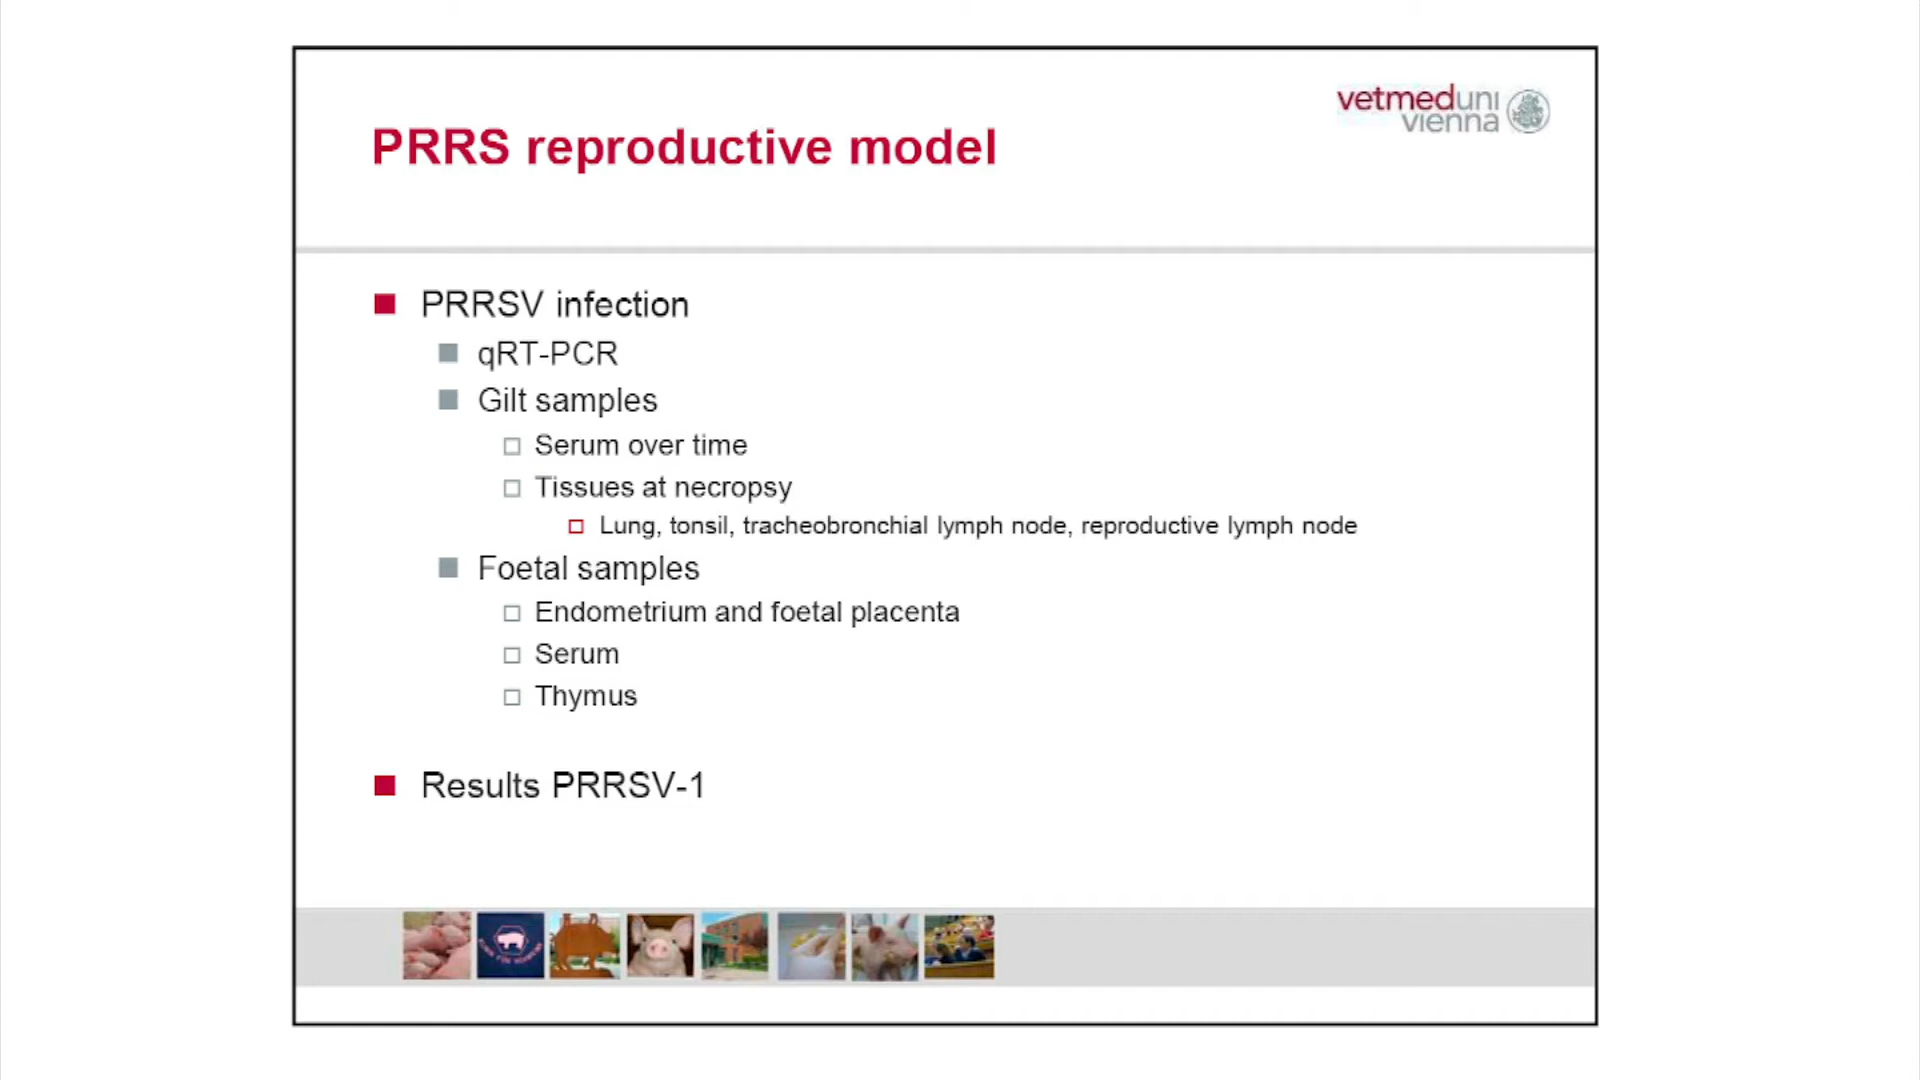 vetmeduni
vienna
PRRS reproductive model
PRRSV infection
qRT-PCR
Gilt samples
Serum over time
Tissues at necropsy
Lung, tonsil, tracheobronchial lymph node, reproductive lymph node
Foetal samples
Endometrium and foetal placenta
Serum
Thymus
Results PRRSV-1